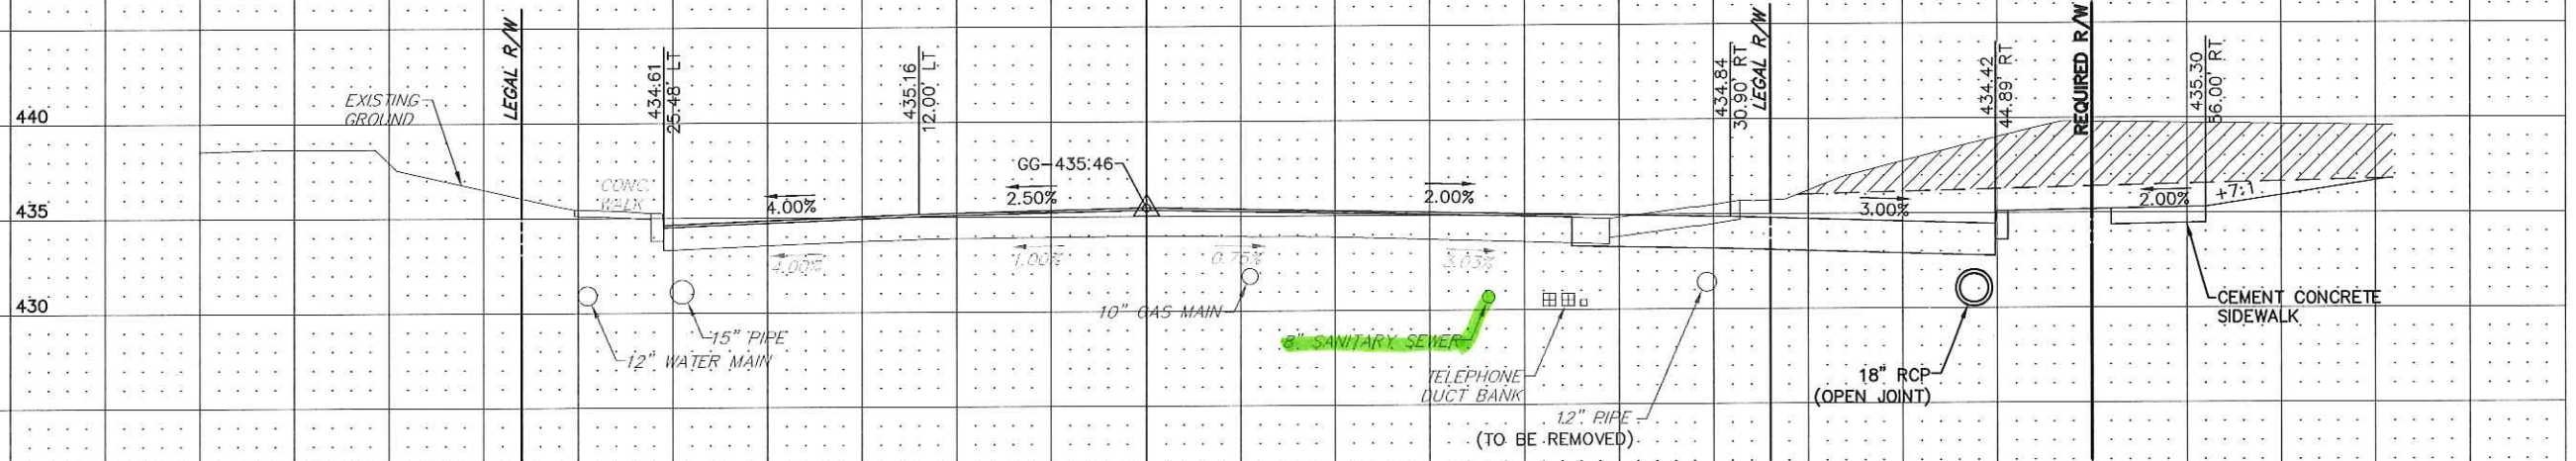 LEGAL R/W
434.61
25.48' LT
435.16
12.00' LT
434.84
30.90' RT
LEGAL R/W
434.42
44.89' RT
REQUIRED R/W
435.30
56.00' RT
440
EXISTING
GROUND
GG-435.46
CONC.
WALK
4.00%
2.50%
2.00%
3.00%
2.00%
+7:1
435
4.00%
1.00%
0.75%
3.03%
430
10" GAS MAIN
CEMENT CONCRETE
SIDEWALK
15" PIPE
12" WATER MAIN
8" SANITARY SEWER
TELEPHONE
DUCT BANK
18" RCP
(OPEN JOINT)
12" PIPE
(TO BE REMOVED)